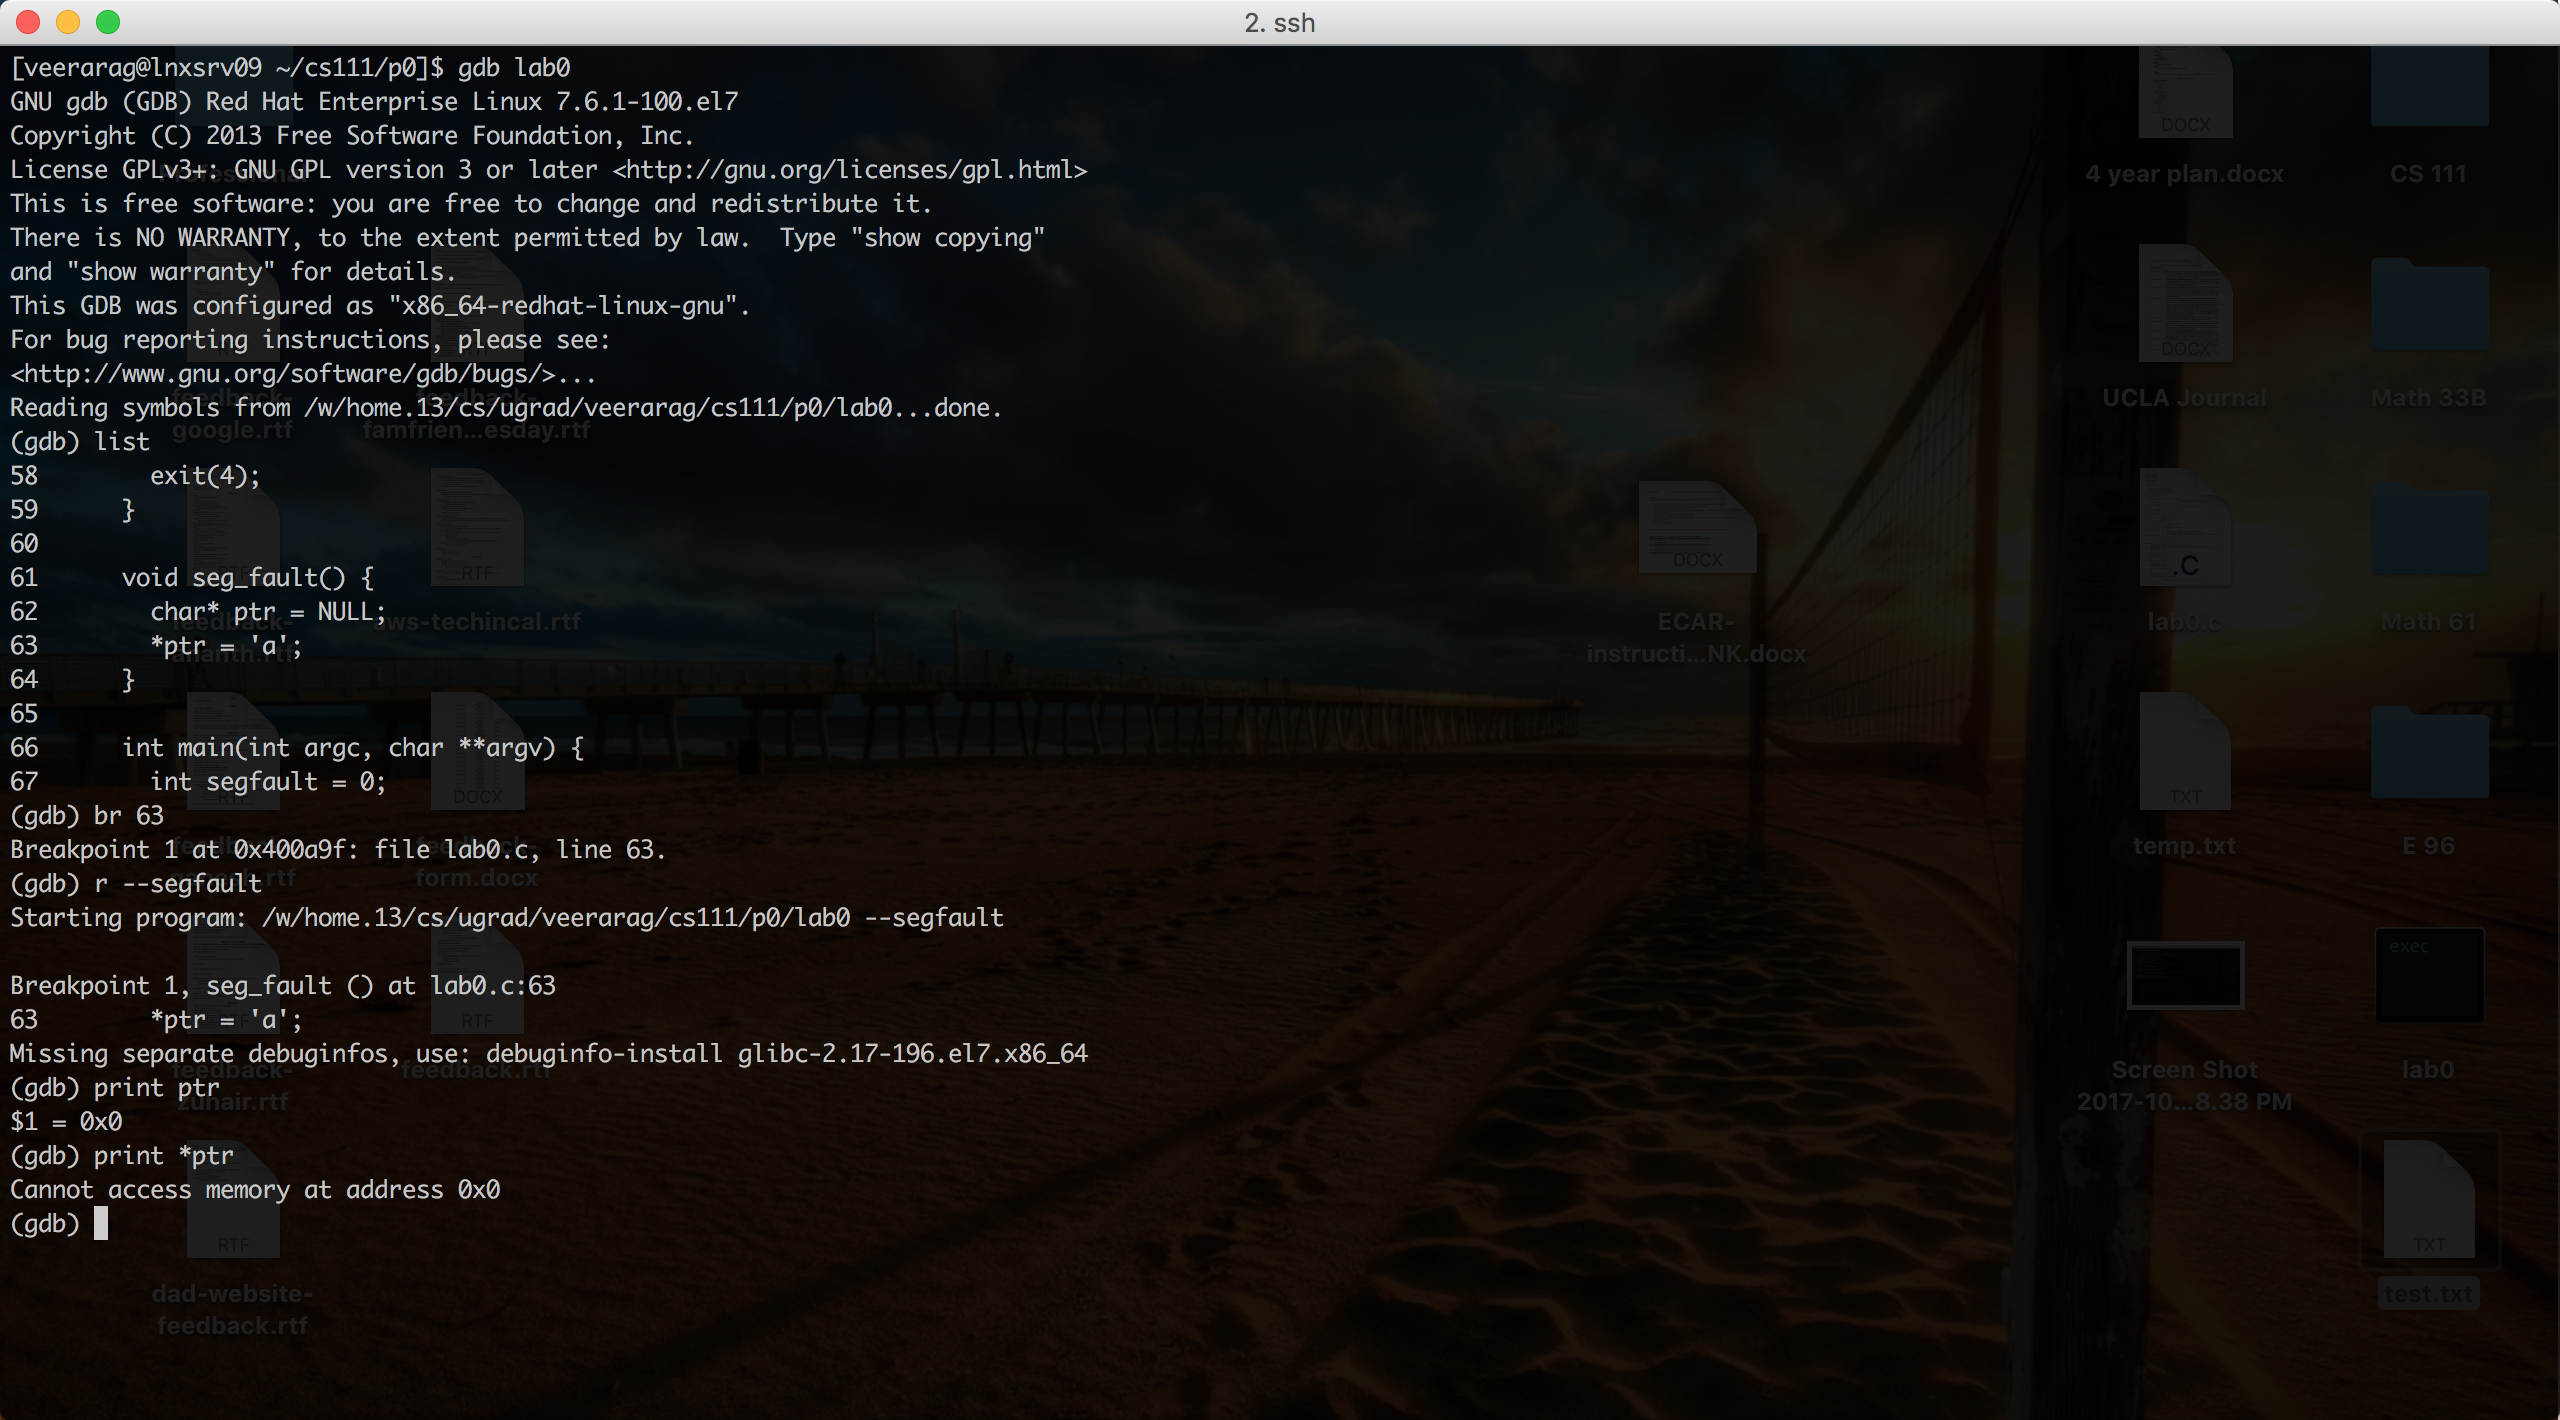 2. ssh
[veerarag@lnxsrv09 ~/cs111/p0]$ gdb lab0
GNU gdb (GDB) Red Hat Enterprise Linux 7.6.1-100.el7
Copyright (C) 2013 Free Software Foundation, Inc.
License GPLv3+: GNU GPL version 3 or later <http://gnu.org/licenses/gpl.html>
This is free software: you are free to change and redistribute it.
There is NO WARRANTY, to the extent permitted by law.  Type "show copying"
and "show warranty" for details.
This GDB was configured as "x86_64-redhat-linux-gnu".
For bug reporting instructions, please see:
<http://www.gnu.org/software/gdb/bugs/>...
Reading symbols from /w/home.13/cs/ugrad/veerarag/cs111/p0/lab0...done.
(gdb) list
58        exit(4);
59      }
60
61      void seg_fault() {
62        char* ptr = NULL;
63        *ptr = 'a';
64      }
65
66      int main(int argc, char **argv) {
67        int segfault = 0;
(gdb) br 63
Breakpoint 1 at 0x400a9f: file lab0.c, line 63.
(gdb) r --segfault
Starting program: /w/home.13/cs/ugrad/veerarag/cs111/p0/lab0 --segfault
Breakpoint 1, seg_fault () at lab0.c:63
63        *ptr = 'a';
Missing separate debuginfos, use: debuginfo-install glibc-2.17-196.el7.x86_64
(gdb) print ptr
$1 = 0x0
(gdb) print *ptr
Cannot access memory at address 0x0
(gdb)
google.rtf
famfrien...esday.rtf
RTF
aws-techincal.rtf
DOCX
form.docx
RTF
feedback.rtf
zunair.rtf
RTF
dad-website-
feedback.rtf
DOCX
ECAR-
instructi...NK.docx
DOCX
4 year plan.docx
DOCX
UCLA Journal
.C
lab0.c
TXT
temp.txt
Screen Shot
2017-10...8.38 PM
CS 111
Math 33B
Math 61
E 96
exec
lab0
TXT
test.txt